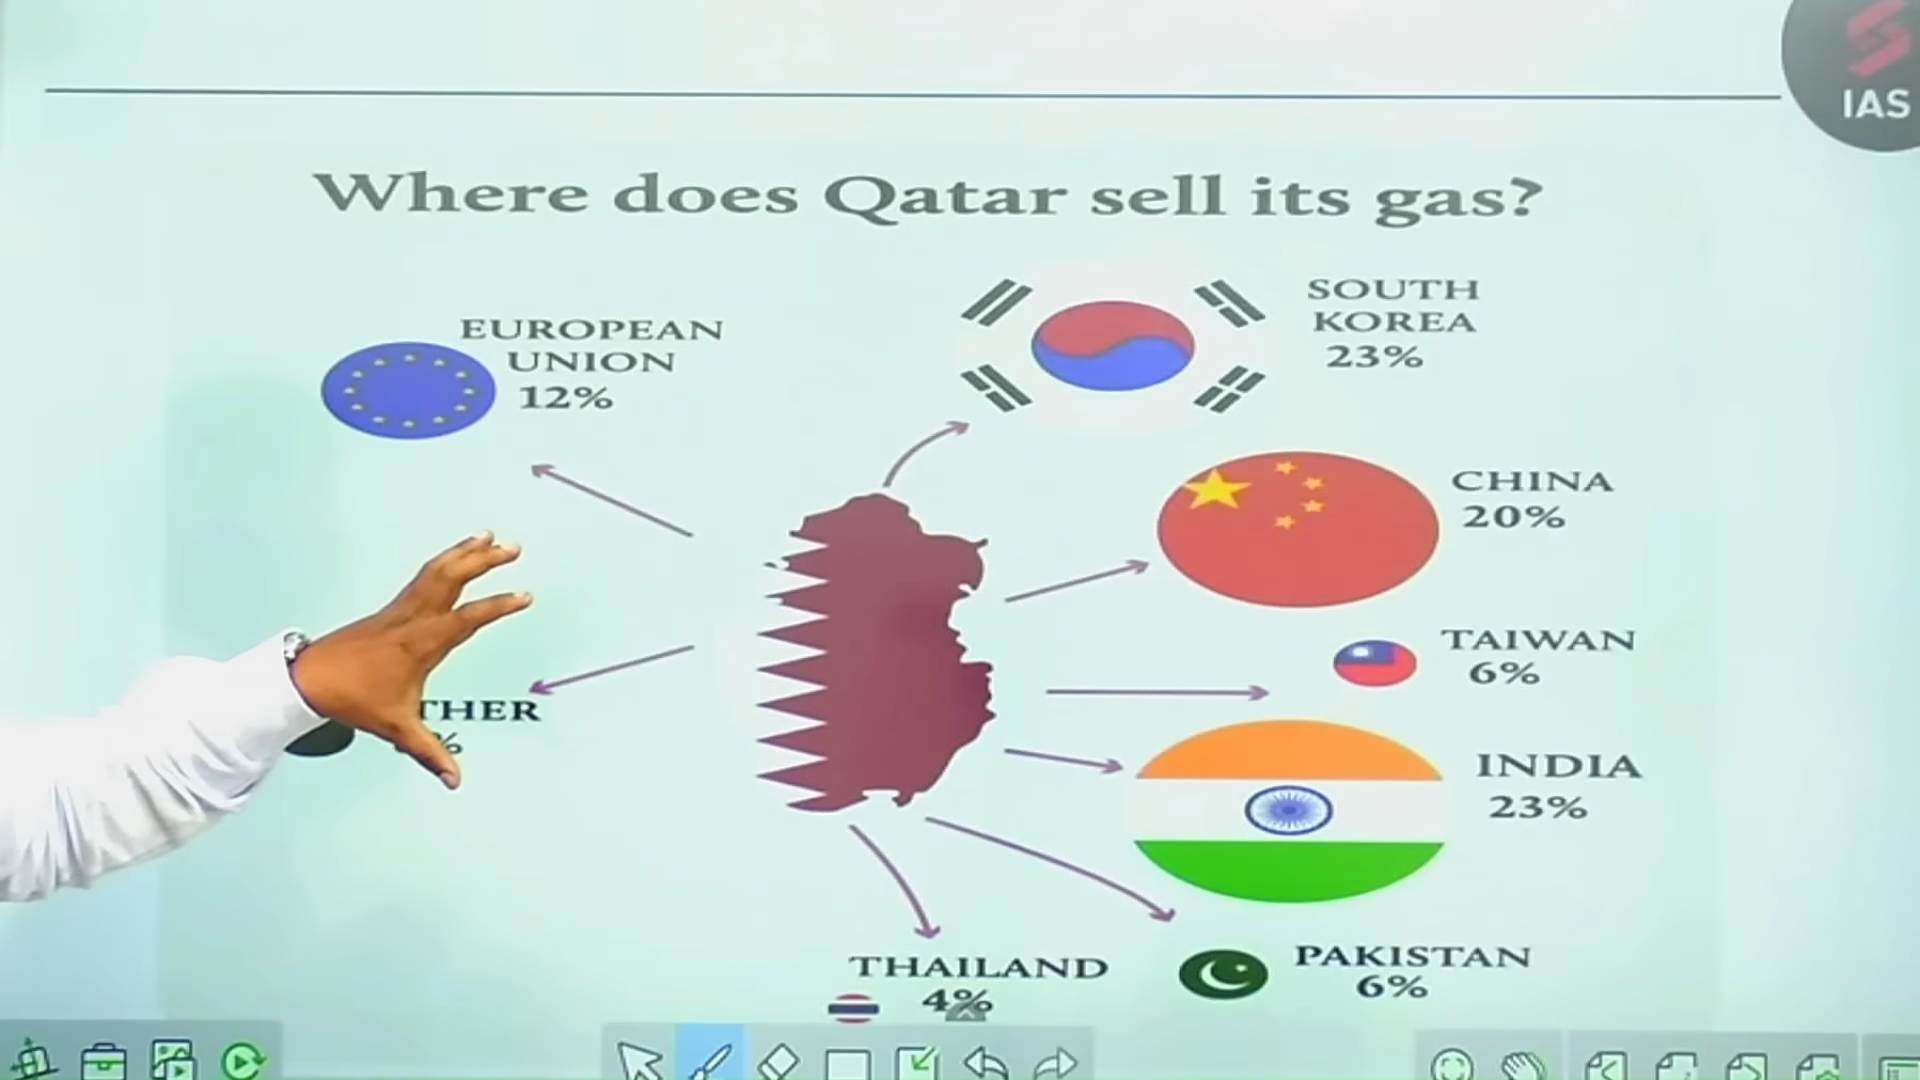 IAS
Where does Qatar sell its gas?
EUROPEAN
UNION
12%
SOUTH
KOREA
23%
CHINA
20%
TAIWAN
6%
INDIA
23%
PAKISTAN
6%
THAILAND
4%